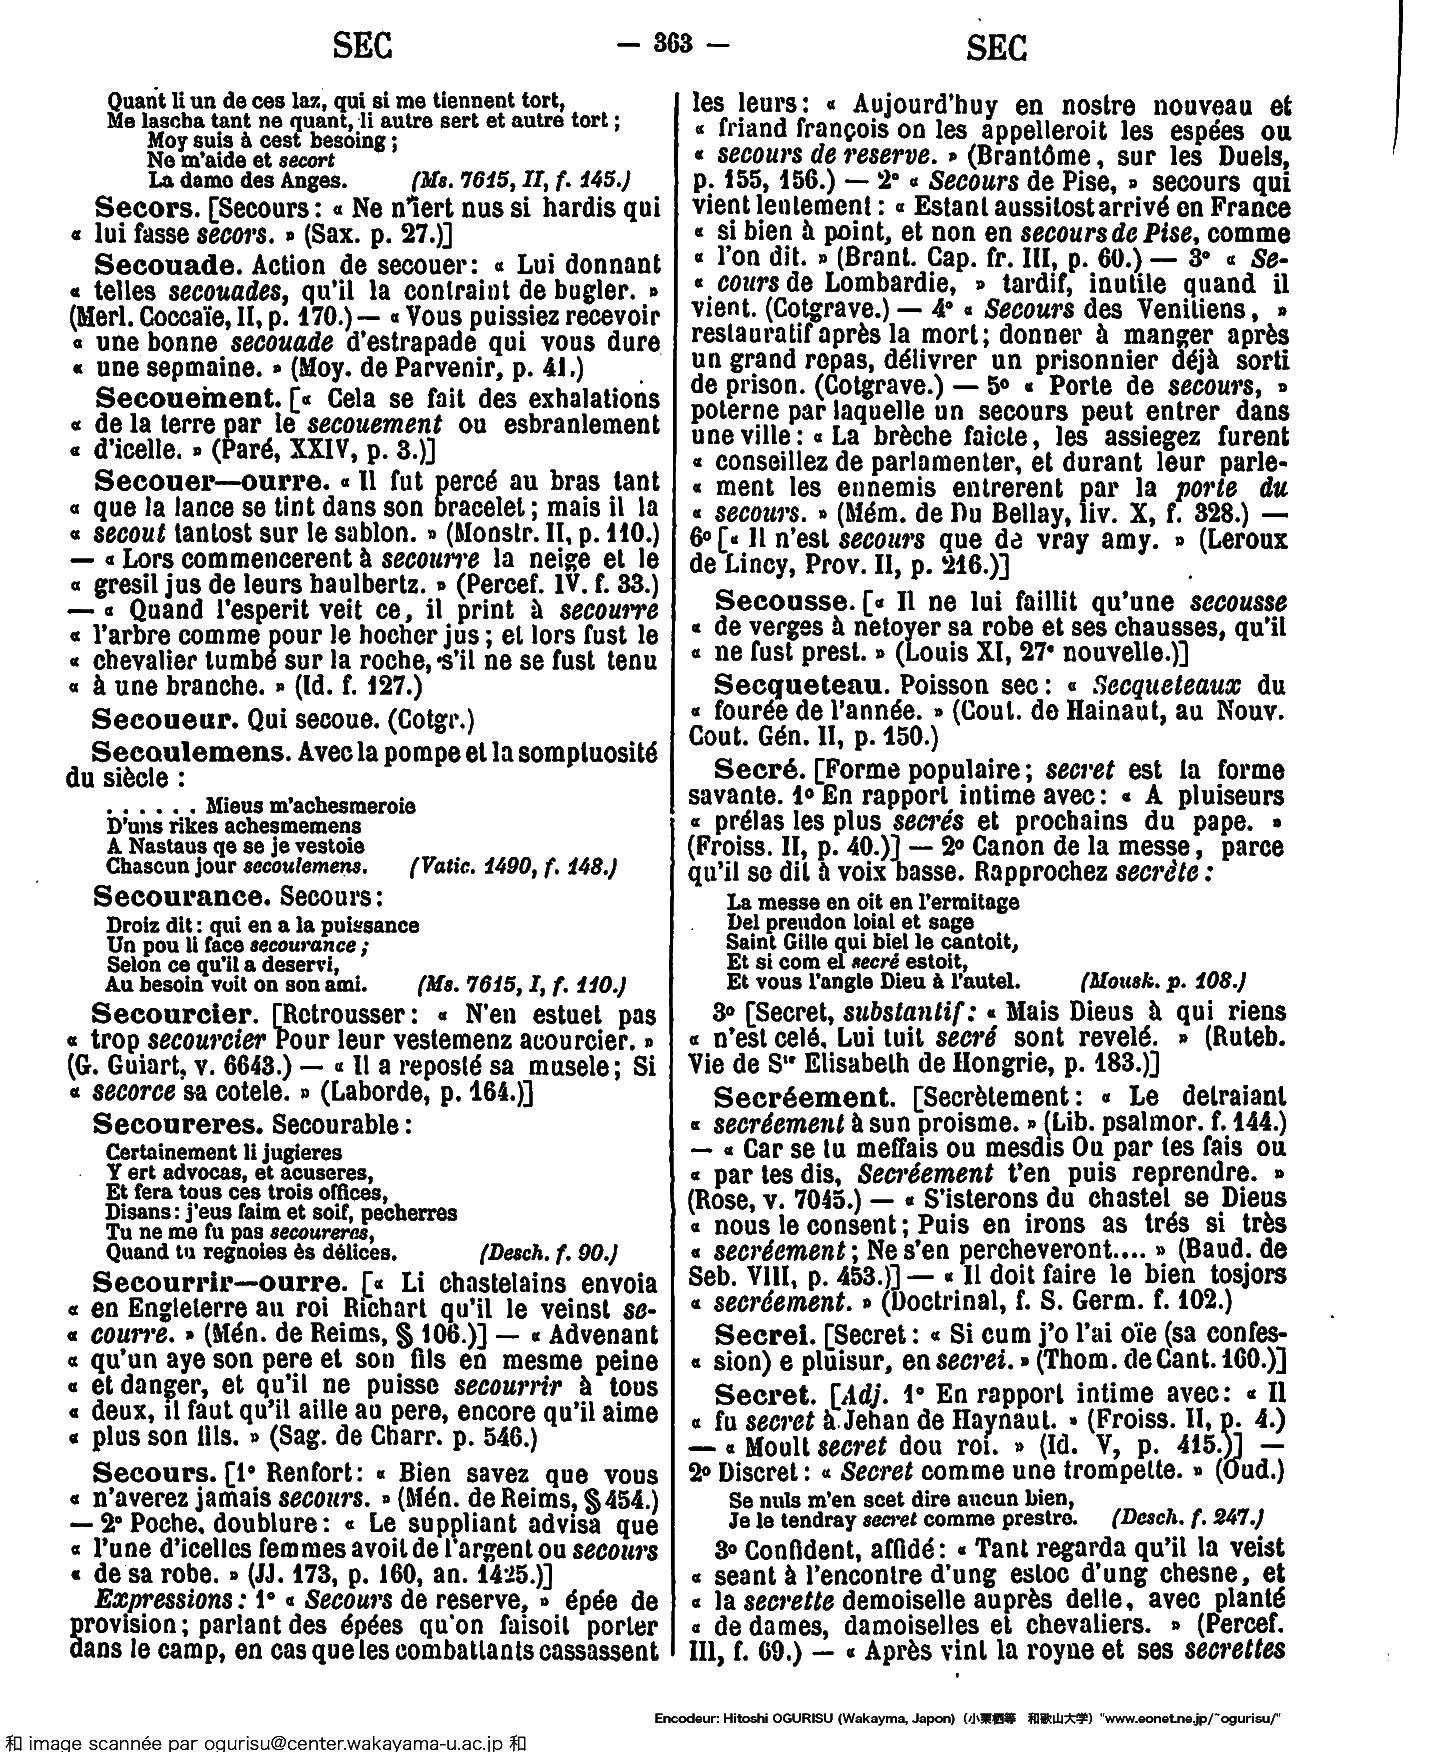 SEC
— 363 —
SEC
Quant li un de ces laz, qui si me tiennent tort,
Me lascha tant ne quant, li autre sert et autre tort ;
Moy suis à cest besoing ;
Ne m'aide et secort
La dame des Anges. (Ms. 7615, II, f. 145.)
Secors. [Secours : « Ne n'iert nus si hardis qui
« lui fasse secors. » (Sax. p. 27.)]
Secouade. Action de secouer : « Lui donnant
« telles secouades, qu'il la contraint de bugler. »
(Merl. Coccaïe, II, p. 170.) — « Vous puissiez recevoir
« une bonne secouade d'estrapade qui vous dure
« une sepmaine. » (Moy. de Parvenir, p. 41.)
Secouement. [« Cela se fait des exhalations
« de la terre par le secouement ou esbranlement
« d'icelle. » (Paré, XXIV, p. 3.)]
Secouer—ourre. « Il fut percé au bras tant
« que la lance se tint dans son bracelet ; mais il la
« secout tantost sur le sablon. » (Monstr. II, p. 110.)
— « Lors commencerent à secourre la neige et le
« gresil jus de leurs haulbertz. » (Percef. IV. f. 33.)
— « Quand l'esperit veit ce, il print à secourre
« l'arbre comme pour le hocher jus ; et lors fust le
« chevalier tumbé sur la roche, s'il ne se fust tenu
« à une branche. » (Id. f. 127.)
Secoueur. Qui secoue. (Cotgr.)
Secoulemens. Avec la pompe et la somptuosité
du siècle :
. . . . . . Mieus m'achesmeroie
D'uns rikes achesmemens
A Nastaus qe se je vestoie
Chascun jour secoulemens. (Vatic. 1490, f. 148.)
Secourance. Secours :
Droiz dit : qui en a la puissance
Un pou li face secourance ;
Selon ce qu'il a deservi,
Au besoin voit on son ami. (Ms. 7615, I, f. 110.)
Secourcier. [Retrousser : « N'en estuet pas
« trop secourcier Pour leur vestemenz acourcier. »
(G. Guiart, v. 6643.) — « Il a reposté sa musele ; Si
« secorce sa cotele. » (Laborde, p. 164.)]
Secoureres. Secourable :
Certainement li jugieres
Y ert advocas, et acuseres,
Et fera tous ces trois offices,
Disans : j'eus faim et soif, pecherres
Tu ne me fu pas secoureres,
Quand tu regnoies ès délices. (Desch. f. 90.)
Secourrir—ourre. [« Li chastelains envoia
« en Engleterre au roi Richart qu'il le veinst se-
« courre. » (Mén. de Reims, § 106.)] — « Advenant
« qu'un aye son pere et son fils en mesme peine
« et danger, et qu'il ne puisse secourrir à tous
« deux, il faut qu'il aille au pere, encore qu'il aime
« plus son fils. » (Sag. de Charr. p. 546.)
Secours. [1° Renfort : « Bien savez que vous
« n'averez jamais secours. » (Mén. de Reims, § 454.)
— 2° Poche, doublure : « Le suppliant advisa que
« l'une d'icelles femmes avoit de l'argent ou secours
« de sa robe. » (JJ. 173, p. 160, an. 1425.)]
Expressions : 1° « Secours de reserve, » épée de
provision ; parlant des épées qu'on faisoit porter
dans le camp, en cas que les combattants cassassent
les leurs : « Aujourd'huy en nostre nouveau et
« friand françois on les appelleroit les espées ou
« secours de reserve. » (Brantôme, sur les Duels,
p. 155, 156.) — 2° « Secours de Pise, » secours qui
vient lentement : « Estant aussitost arrivé en France
« si bien à point, et non en secours de Pise, comme
« l'on dit. » (Brant. Cap. fr. III, p. 60.) — 3° « Se-
« cours de Lombardie, » tardif, inutile quand il
vient. (Cotgrave.) — 4° « Secours des Venitiens, »
restauratif après la mort ; donner à manger après
un grand repas, délivrer un prisonnier déjà sorti
de prison. (Cotgrave.) — 5° « Porte de secours, »
poterne par laquelle un secours peut entrer dans
une ville : « La brèche faicte, les assiegez furent
« conseillez de parlamenter, et durant leur parle-
« ment les ennemis entrerent par la porte du
« secours. » (Mém. de Du Bellay, liv. X, f. 328.) —
6° [« Il n'est secours que de vray amy. » (Leroux
de Lincy, Prov. II, p. 216.)]
Secousse. [« Il ne lui faillit qu'une secousse
« de verges à netoyer sa robe et ses chausses, qu'il
« ne fust prest. » (Louis XI, 27e nouvelle.)]
Secqueteau. Poisson sec : « Secqueteaux du
« fourée de l'année. » (Cout. de Hainaut, au Nouv.
Cout. Gén. II, p. 150.)
Secré. [Forme populaire ; secret est la forme
savante. 1° En rapport intime avec : « A pluiseurs
« prélas les plus secrés et prochains du pape. »
(Froiss. II, p. 40.)] — 2° Canon de la messe, parce
qu'il se dit à voix basse. Rapprochez secrète :
La messe en oit en l'ermitage
Del preudon loial et sage
Saint Gille qui biel le cantoit,
Et si com el secré estoit,
Et vous l'angle Dieu à l'autel. (Mousk. p. 108.)
3° [Secret, substantif : « Mais Dieus à qui riens
« n'est celé, Lui tuit secré sont revelé. » (Ruteb.
Vie de Ste Elisabeth de Hongrie, p. 183.)]
Secréement. [Secrètement : « Le detraiant
« secréement à sun proisme. » (Lib. psalmor. f. 144.)
— « Car se tu meffais ou mesdis Ou par tes fais ou
« par tes dis, Secréement t'en puis reprendre. »
(Rose, v. 7045.) — « S'isterons du chastel se Dieus
« nous le consent ; Puis en irons as trés si très
« secréement ; Ne s'en percheveront.... » (Baud. de
Seb. VIII, p. 453.)] — « Il doit faire le bien tosjors
« secréement. » (Doctrinal, f. S. Germ. f. 102.)
Secrei. [Secret : « Si cum j'o l'ai oïe (sa confes-
« sion) e pluisur, en secrei. » (Thom. de Cant. 160.)]
Secret. [Adj. 1° En rapport intime avec : « Il
« fu secret à Jehan de Haynaut. » (Froiss. II, p. 4.)
— « Moult secret dou roi. » (Id. V, p. 415.)] —
2° Discret : « Secret comme une trompette. » (Oud.)
Se nuls m'en scet dire aucun bien,
Je le tendray secret comme prestre. (Desch. f. 247.)
3° Confident, affidé : « Tant regarda qu'il la veist
« seant à l'encontre d'ung estoc d'ung chesne, et
« la secrette demoiselle auprès delle, avec planté
« de dames, damoiselles et chevaliers. » (Percef.
III, f. 69.) — « Après vint la royne et ses secrettes
Encodeur: Hitoshi OGURISU (Wakayma, Japon) (小栗栖等 和歌山大学) "www.eonet.ne.jp/~ogurisu/"
和 image scannée par ogurisu@center.wakayama-u.ac.jp 和